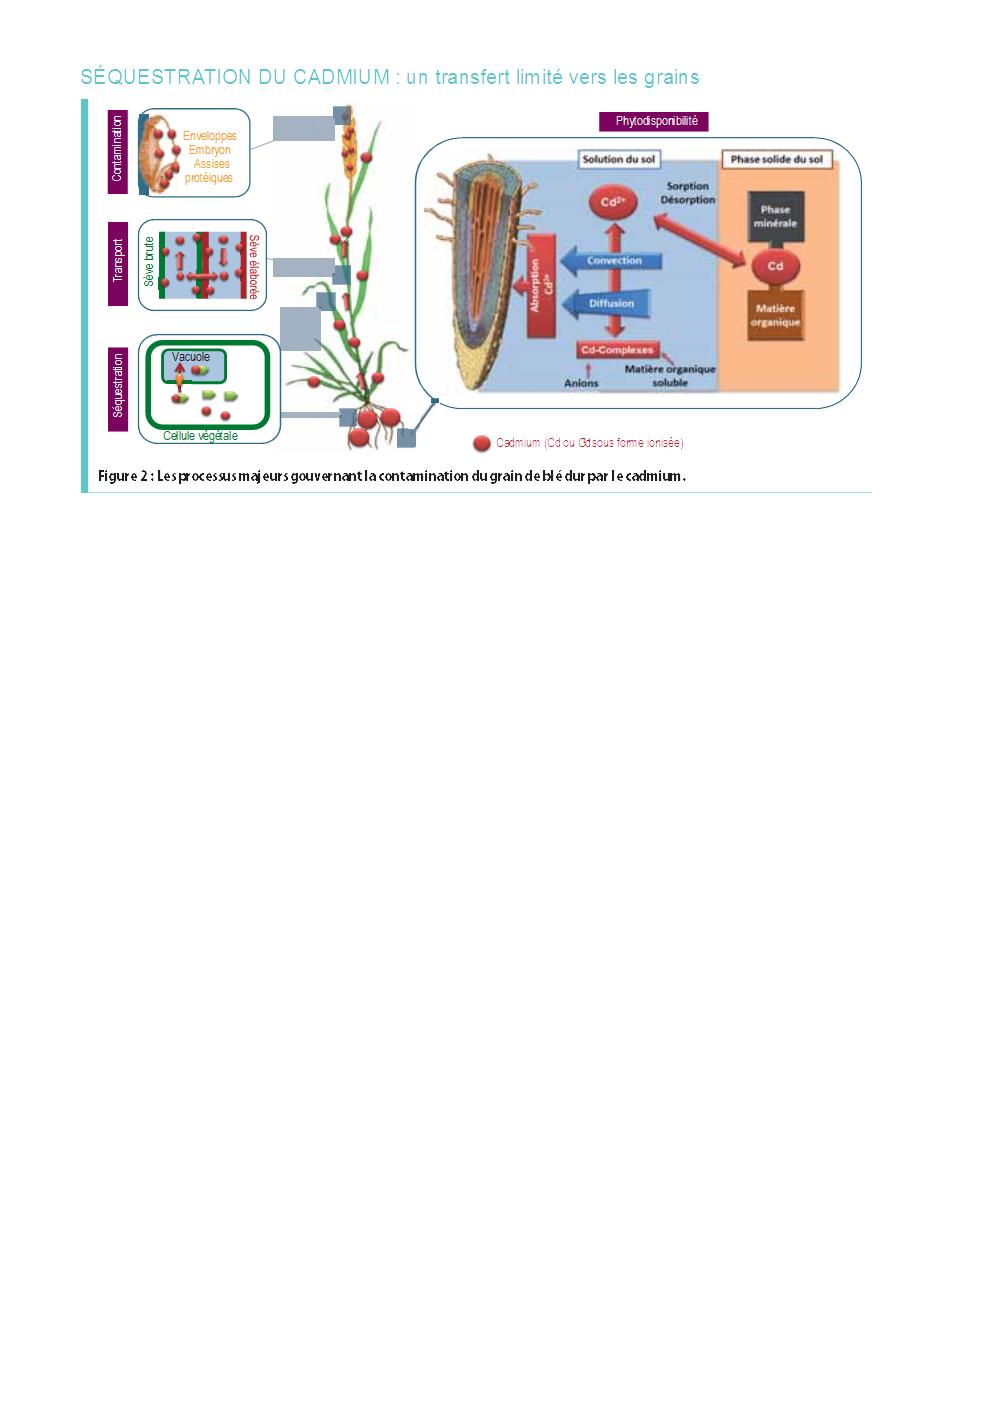 SÉQUESTRATION DU CADMIUM : un transfert limité vers les grains
Contamination
Enveloppes
Embryon
Assises
protéiques
Transport
Sève brute
Sève élaborée
Séquestration
Vacuole
Cellule végétale
Phytodisponibilité
Solution du sol
Phase solide du sol
Cd2+
Sorption
Désorption
Phase
minérale
Cd
Matière
organique
Absorption
Cd2+
Convection
Diffusion
Cd-Complexes
Anions
Matière organique
soluble
Cadmium (Cd ou Cd sous forme ionisée)
Figure 2 : Les processus majeurs gouvernant la contamination du grain de blé dur par le cadmium.